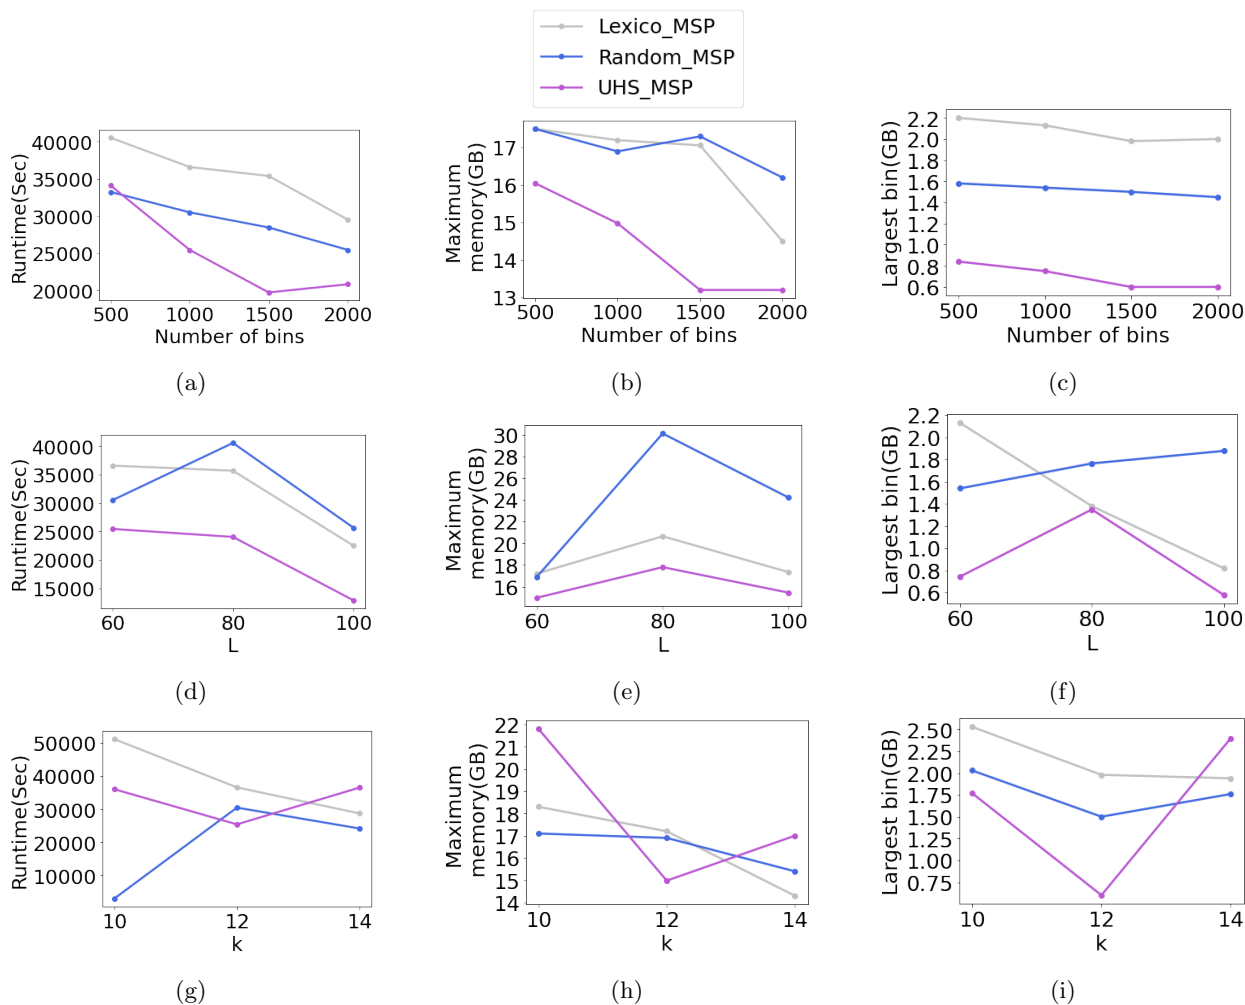 Lexico_MSP
Random_MSP
UHS_MSP
Runtime(Sec)
40000
35000
30000
25000
20000
500 1000 1500 2000
Number of bins
(a)
Maximum
memory(GB)
17
16
15
14
13
500 1000 1500 2000
Number of bins
(b)
Largest bin(GB)
2.2
2.0
1.8
1.6
1.4
1.2
1.0
0.8
0.6
500 1000 1500 2000
Number of bins
(c)
Runtime(Sec)
40000
35000
30000
25000
20000
15000
60 80 100
L
(d)
Maximum
memory(GB)
30
28
26
24
22
20
18
16
60 80 100
L
(e)
Largest bin(GB)
2.2
2.0
1.8
1.6
1.4
1.2
1.0
0.8
0.6
60 80 100
L
(f)
Runtime(Sec)
50000
40000
30000
20000
10000
10 12 14
k
(g)
Maximum
memory(GB)
22
21
20
19
18
17
16
15
14
10 12 14
k
(h)
Largest bin(GB)
2.50
2.25
2.00
1.75
1.50
1.25
1.00
0.75
10 12 14
k
(i)